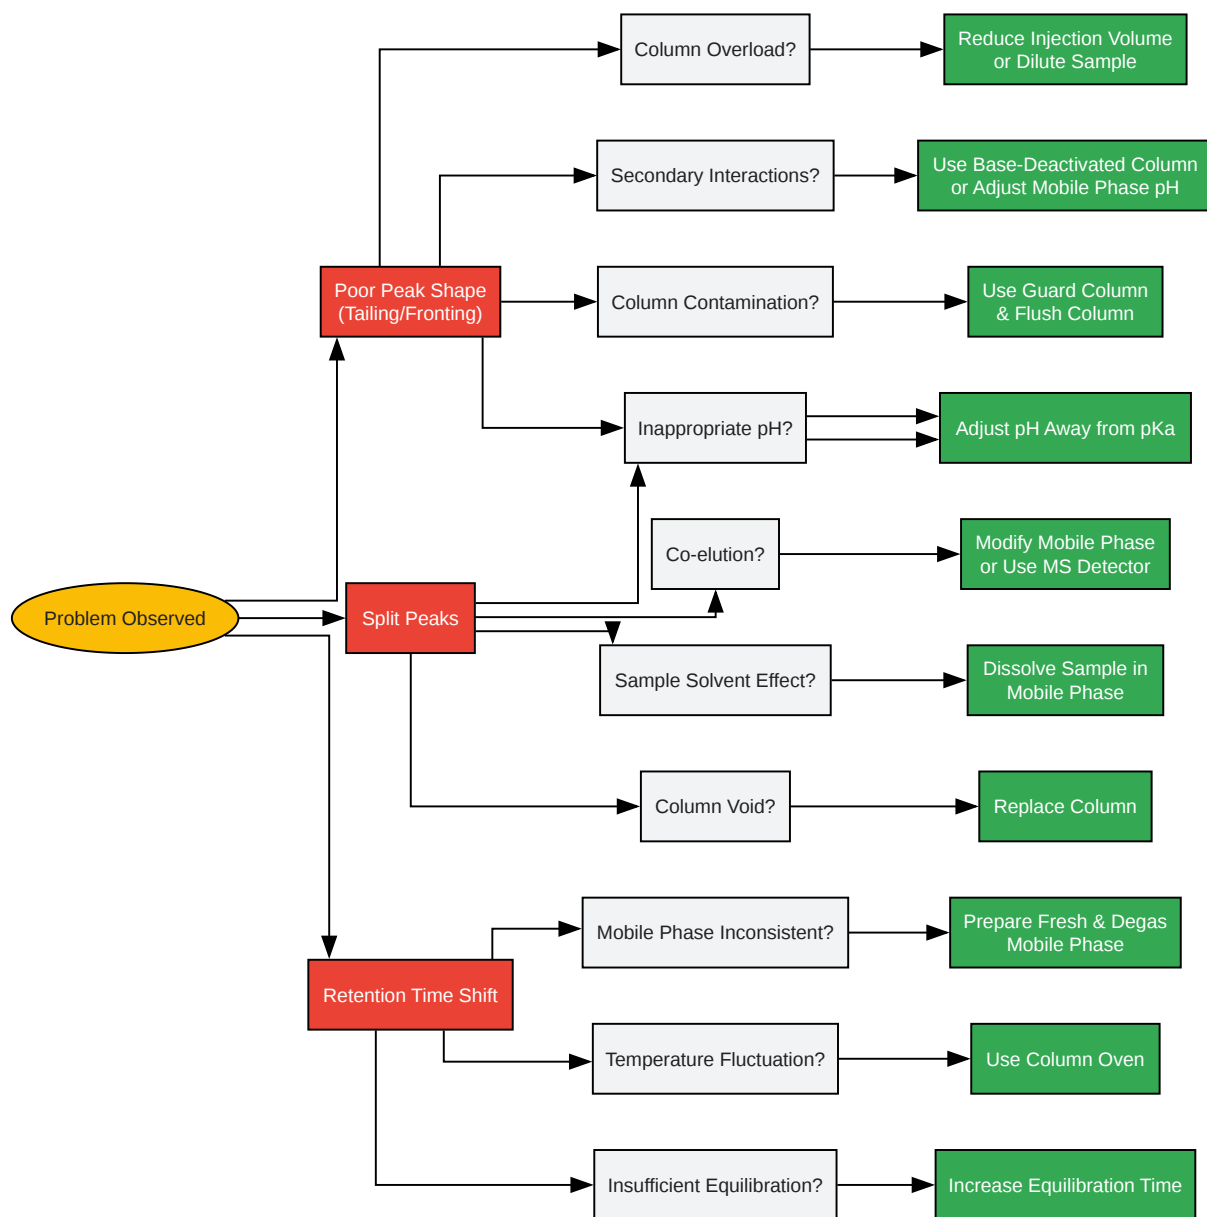 Column Overload?
Reduce Injection Volume
or Dilute Sample
Secondary Interactions?
Use Base-Deactivated Column
or Adjust Mobile Phase pH
Poor Peak Shape
(Tailing/Fronting)
Column Contamination?
Use Guard Column
& Flush Column
Inappropriate pH?
Adjust pH Away from pKa
Co-elution?
Modify Mobile Phase
or Use MS Detector
Problem Observed
Split Peaks
Sample Solvent Effect?
Dissolve Sample in
Mobile Phase
Column Void?
Replace Column
Mobile Phase Inconsistent?
Prepare Fresh & Degas
Mobile Phase
Retention Time Shift
Temperature Fluctuation?
Use Column Oven
Insufficient Equilibration?
Increase Equilibration Time